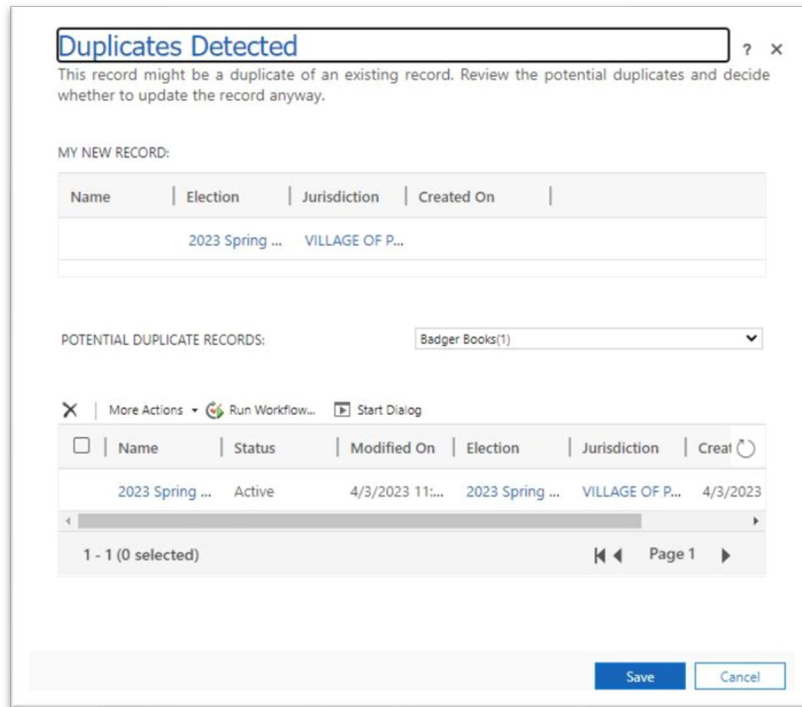 Duplicates Detected
? ×
This record might be a duplicate of an existing record. Review the potential duplicates and decide
whether to update the record anyway.
MY NEW RECORD:
Name Election Jurisdiction Created On
2023 Spring ... VILLAGE OF P...
POTENTIAL DUPLICATE RECORDS: Badger Books(1)
More Actions Run Workflow... Start Dialog
Name Status Modified On Election Jurisdiction Creat
2023 Spring ... Active 4/3/2023 11:... 2023 Spring ... VILLAGE OF P... 4/3/2023
1 - 1 (0 selected) Page 1
Save Cancel